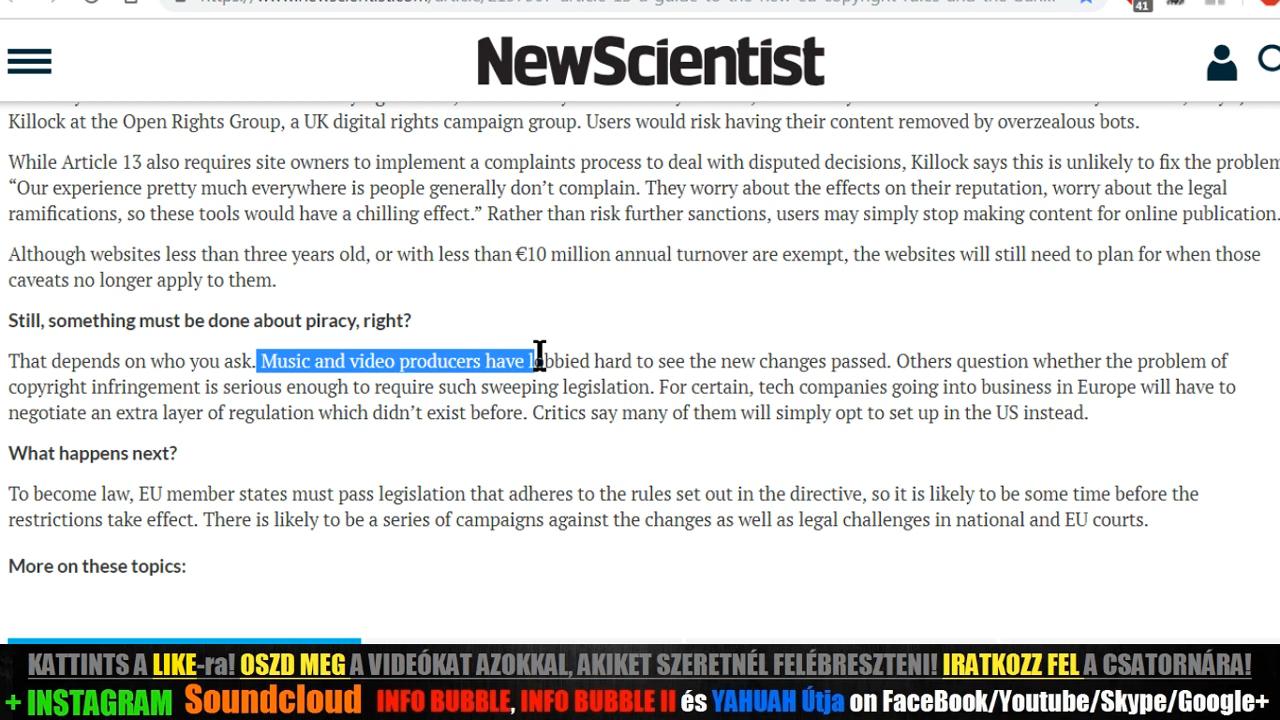 41
NewScientist
Killock at the Open Rights Group, a UK digital rights campaign group. Users would risk having their content removed by overzealous bots.
While Article 13 also requires site owners to implement a complaints process to deal with disputed decisions, Killock says this is unlikely to fix the problem
“Our experience pretty much everywhere is people generally don’t complain. They worry about the effects on their reputation, worry about the legal
ramifications, so these tools would have a chilling effect.” Rather than risk further sanctions, users may simply stop making content for online publication.
Although websites less than three years old, or with less than €10 million annual turnover are exempt, the websites will still need to plan for when those
caveats no longer apply to them.
Still, something must be done about piracy, right?
That depends on who you ask. Music and video producers have lobbied hard to see the new changes passed. Others question whether the problem of
copyright infringement is serious enough to require such sweeping legislation. For certain, tech companies going into business in Europe will have to
negotiate an extra layer of regulation which didn’t exist before. Critics say many of them will simply opt to set up in the US instead.
What happens next?
To become law, EU member states must pass legislation that adheres to the rules set out in the directive, so it is likely to be some time before the
restrictions take effect. There is likely to be a series of campaigns against the changes as well as legal challenges in national and EU courts.
More on these topics:
KATTINTS A LIKE-ra! OSZD MEG A VIDEÓKAT AZOKKAL, AKIKET SZERETNÉL FELÉBRESZTENI! IRATKOZZ FEL A CSATORNÁRA!
+ INSTAGRAM Soundcloud INFO BUBBLE, INFO BUBBLE II és YAHUAH Útja on FaceBook/Youtube/Skype/Google+